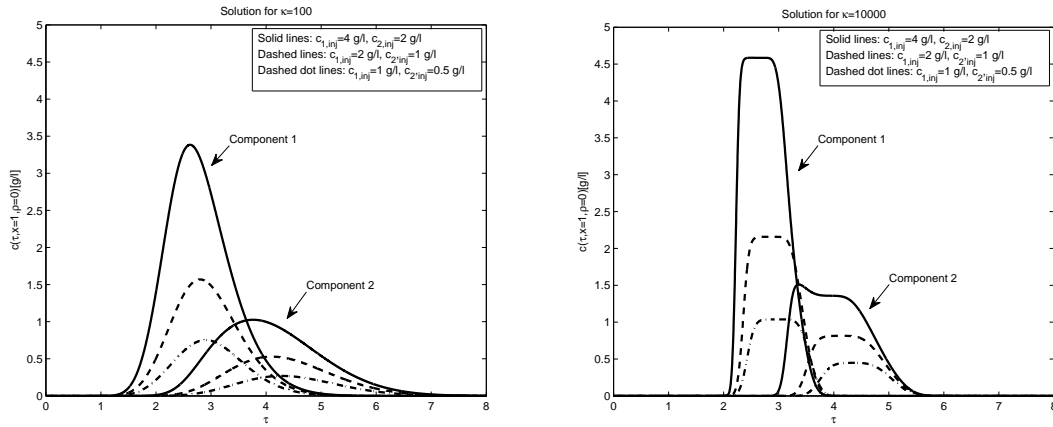 Solution for κ=100
5
4.5
4
3.5
3
2.5
2
1.5
1
0.5
0
c(τ,x=1,ρ=0)[g/l]
Solid lines: c1,inj=4 g/l, c2,inj=2 g/l
Dashed lines: c1,inj=2 g/l, c2,inj=1 g/l
Dashed dot lines: c1,inj=1 g/l, c2,inj=0.5 g/l
Component 1
Component 2
0 1 2 3 4 5 6 7 8
τ
Solution for κ=10000
5
4.5
4
3.5
3
2.5
2
1.5
1
0.5
0
c(τ,x=1,ρ=0)[g/l]
Solid lines: c1,inj=4 g/l, c2,inj=2 g/l
Dashed lines: c1,inj=2 g/l, c2,inj=1 g/l
Dashed dot lines: c1,inj=1 g/l, c2,inj=0.5 g/l
Component 1
Component 2
0 1 2 3 4 5 6 7 8
τ